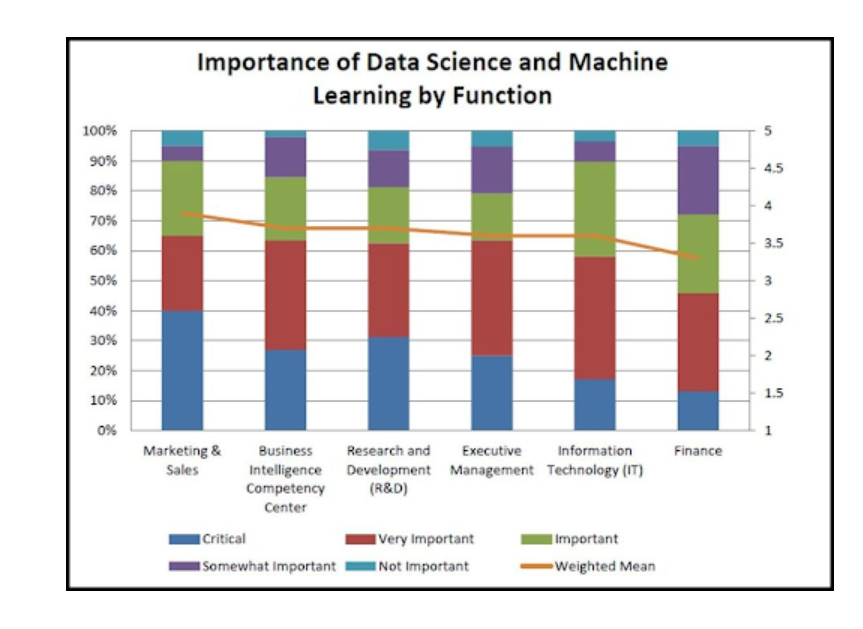 Importance of Data Science and Machine
Learning by Function
100%
90%
80%
70%
60%
50%
40%
30%
20%
10%
0%
5
4.5
4
3.5
3
2.5
2
1.5
1
Marketing &
Sales
Business
Intelligence
Competency
Center
Research and
Development
(R&D)
Executive
Management
Information
Technology (IT)
Finance
Critical
Very Important
Important
Somewhat Important
Not Important
Weighted Mean